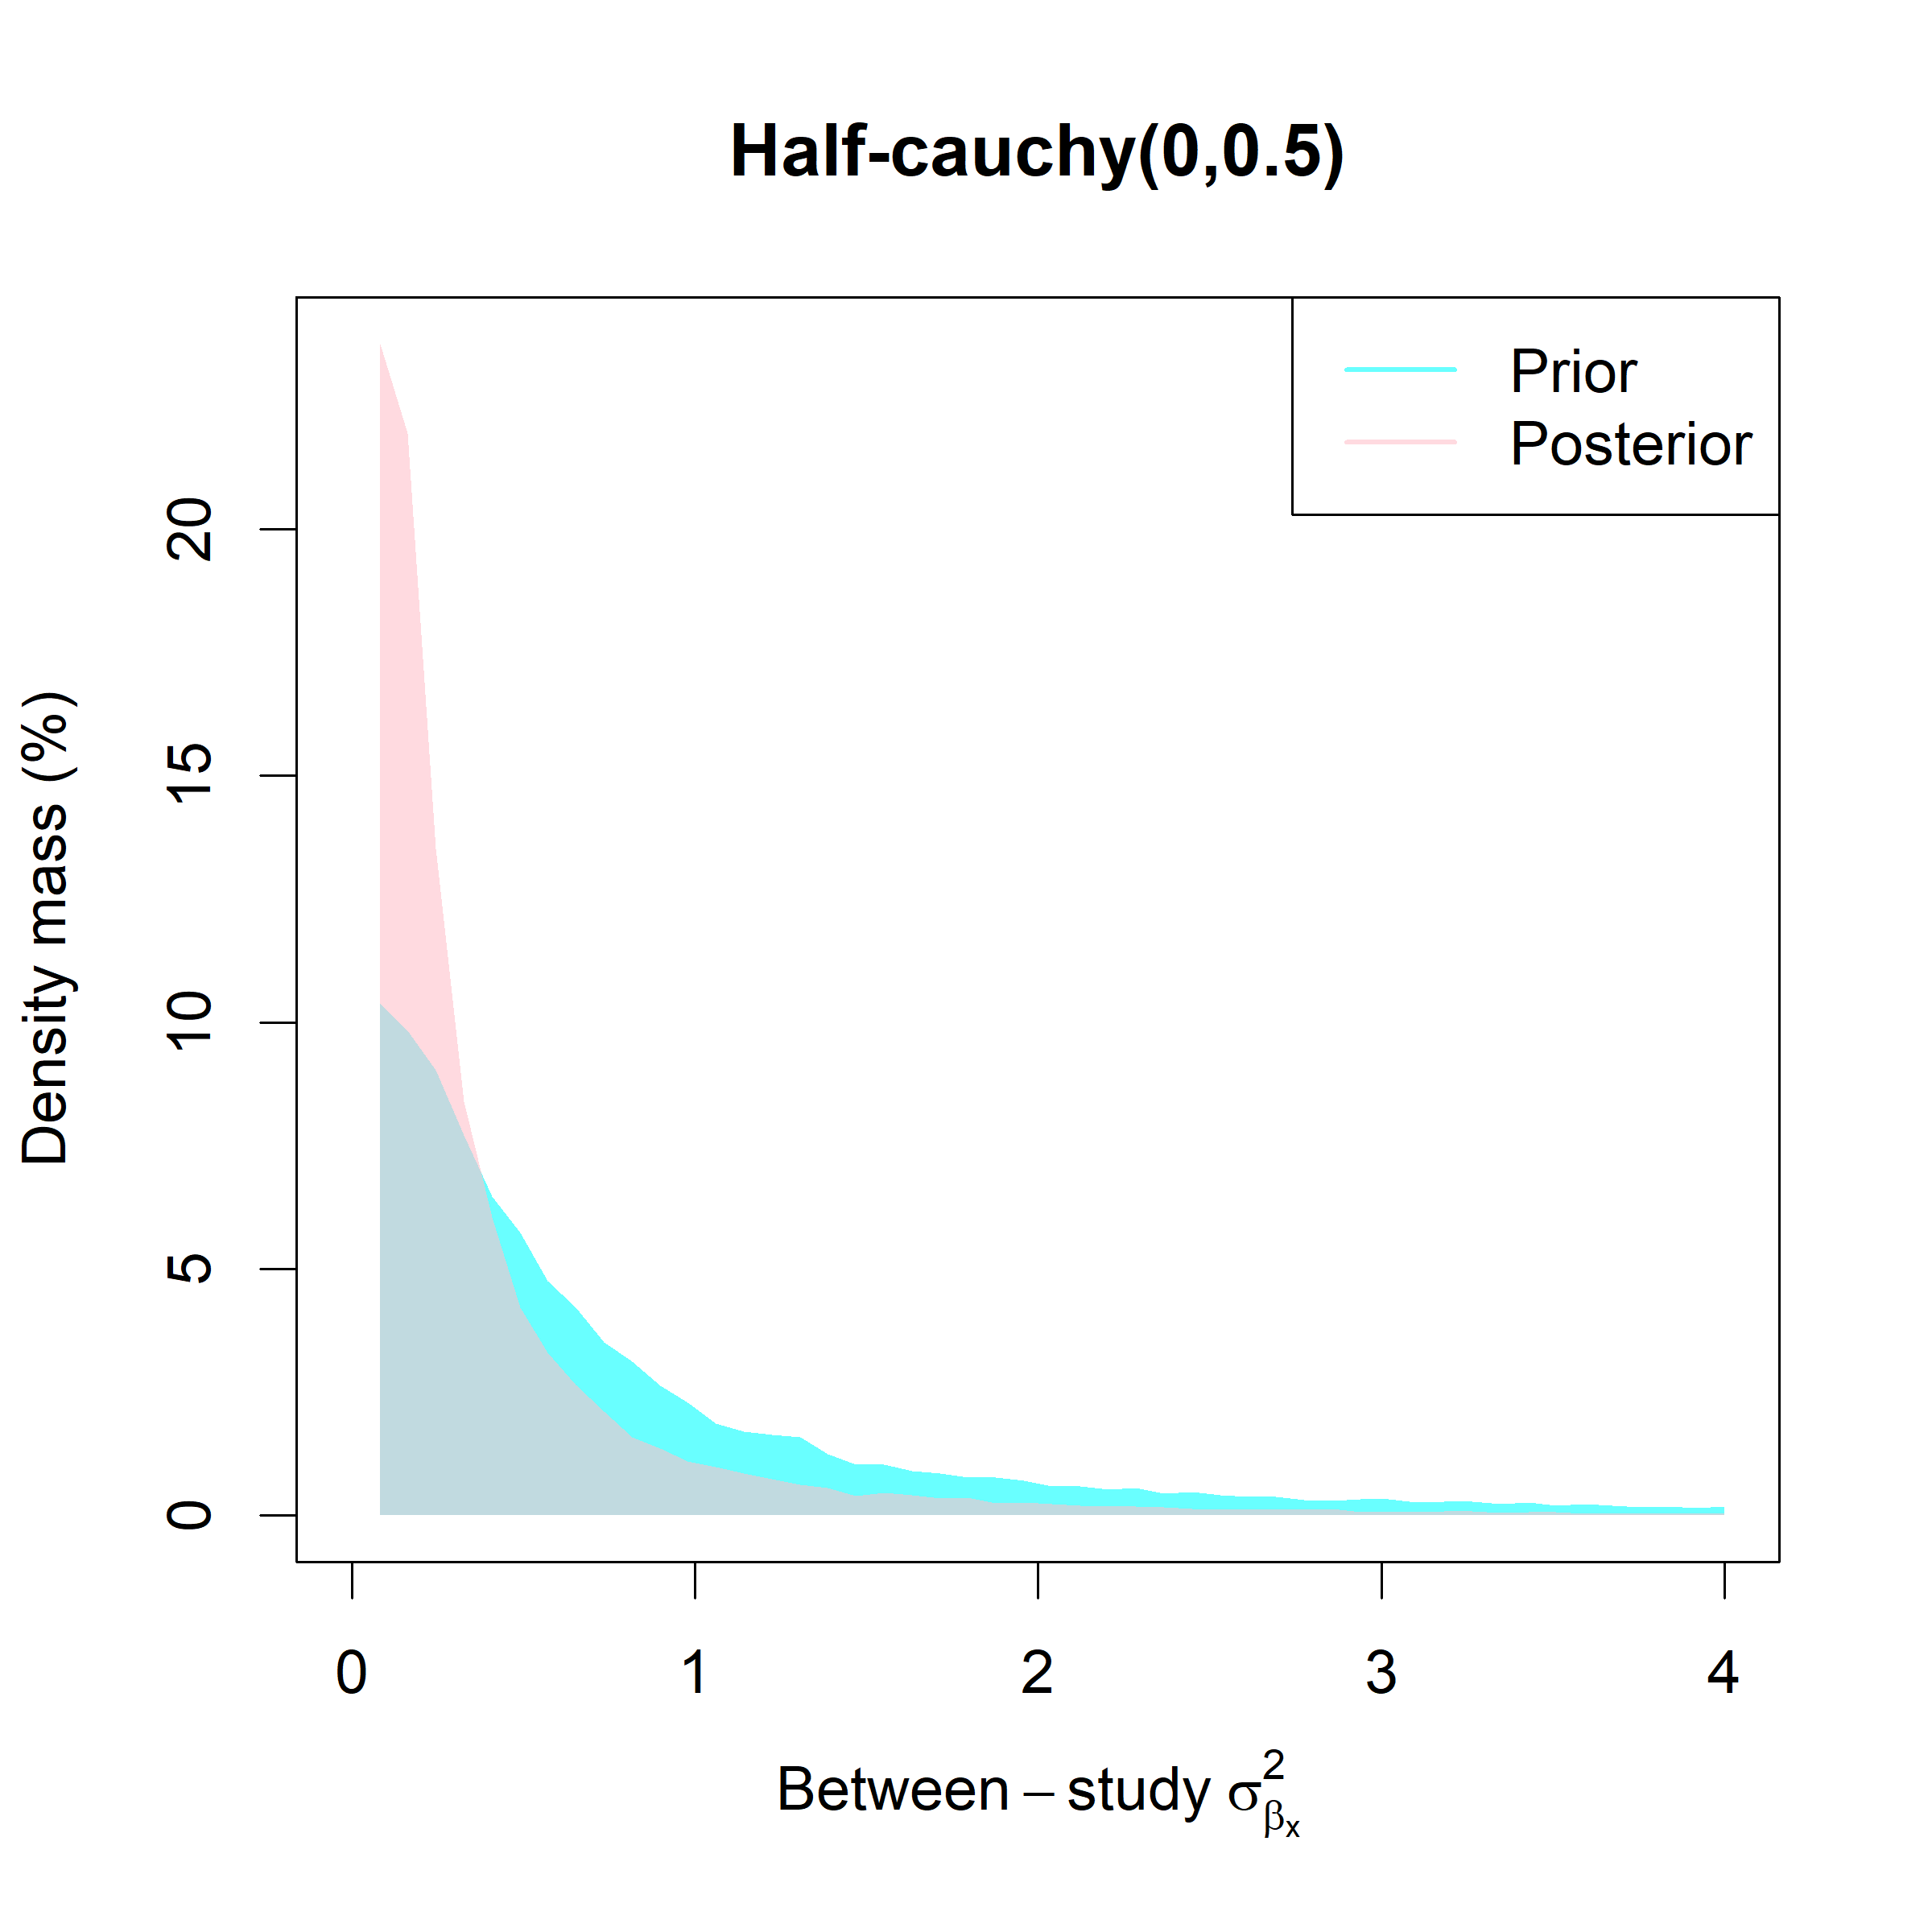 Half-cauchy(0,0.5)
Prior
Posterior
Density mass (%)
20
15
10
5
0
0 1 2 3 4
Between – study σ²βₓ